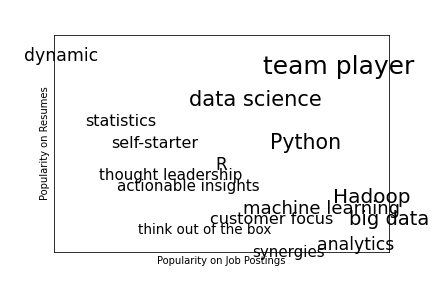 dynamic
team player
data science
statistics
self-starter
Python
R
thought leadership
actionable insights
Hadoop
machine learning
customer focus
big data
think out of the box
analytics
synergies
Popularity on Job Postings
Popularity on Resumes